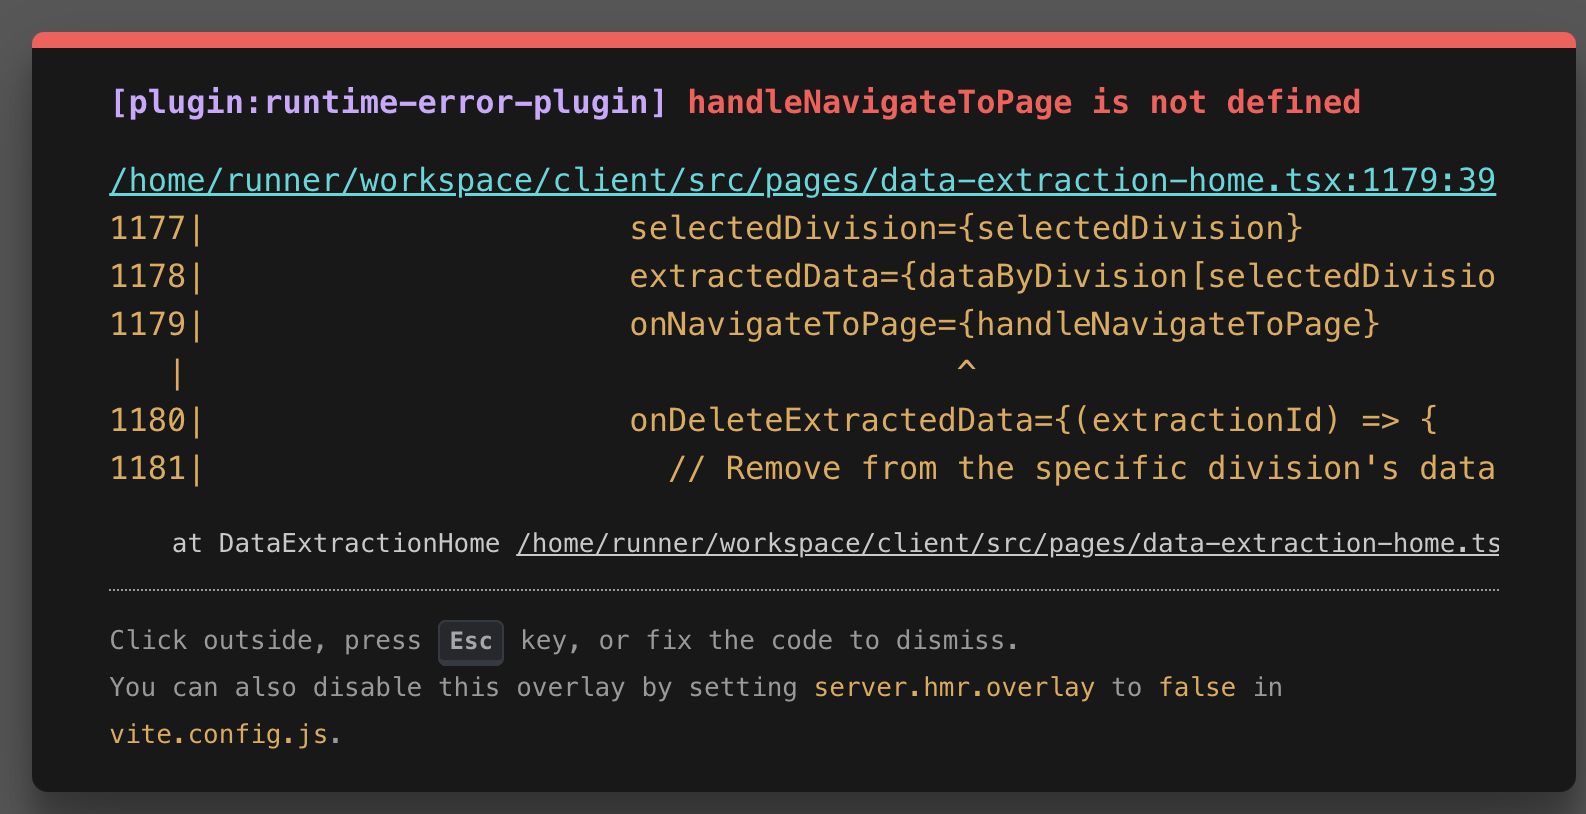 [plugin:runtime-error-plugin] handleNavigateToPage is not defined
/home/runner/workspace/client/src/pages/data-extraction-home.tsx:1179:39
1177|                      selectedDivision={selectedDivision}
1178|                      extractedData={dataByDivision[selectedDivisio
1179|                      onNavigateToPage={handleNavigateToPage}
   |                                        ^
1180|                      onDeleteExtractedData={(extractionId) => {
1181|                        // Remove from the specific division's data
at DataExtractionHome /home/runner/workspace/client/src/pages/data-extraction-home.ts
Click outside, press Esc key, or fix the code to dismiss.
You can also disable this overlay by setting server.hmr.overlay to false in
vite.config.js.